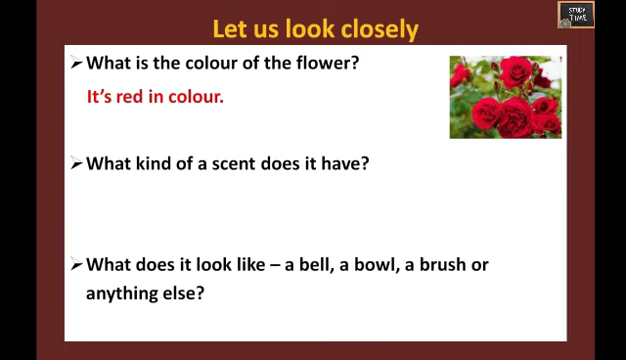 Let us look closely
STUDY
TIME
➢ What is the colour of the flower?
It's red in colour.
➢ What kind of a scent does it have?
➢ What does it look like – a bell, a bowl, a brush or
anything else?